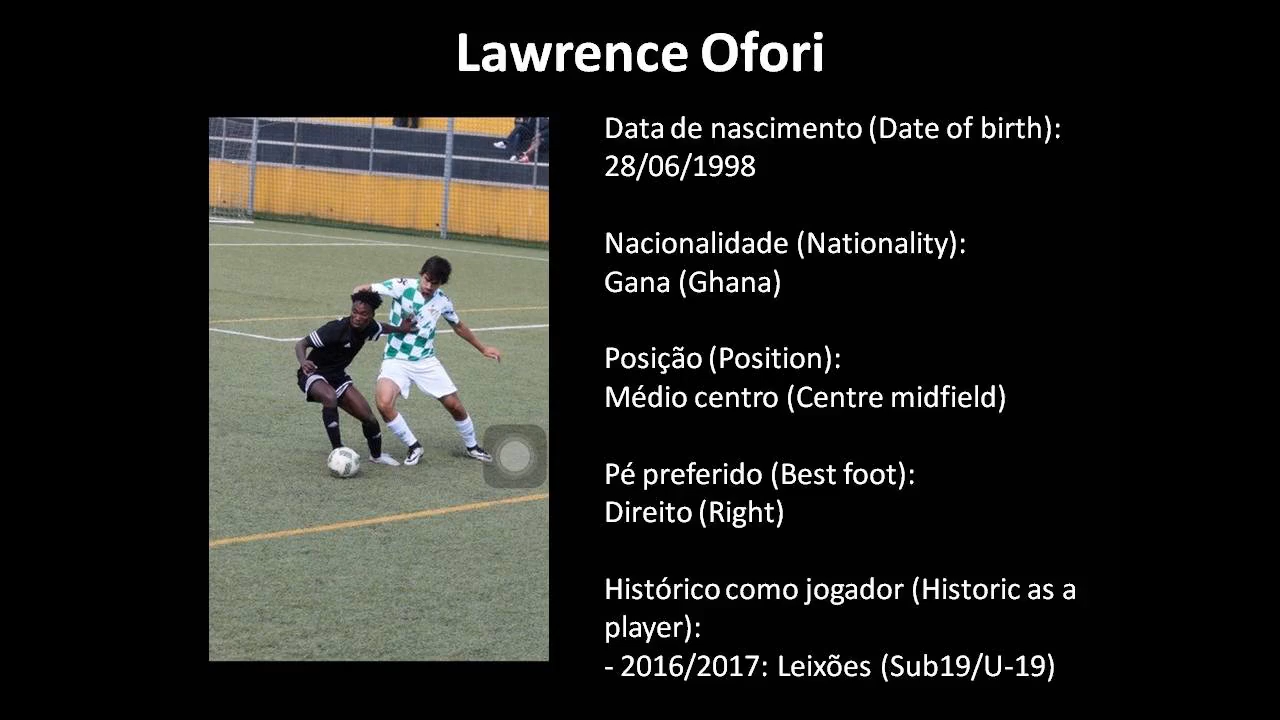 Lawrence Ofori
Data de nascimento (Date of birth):
28/06/1998
Nacionalidade (Nationality):
Gana (Ghana)
Posição (Position):
Médio centro (Centre midfield)
Pé preferido (Best foot):
Direito (Right)
Histórico como jogador (Historic as a
player):
- 2016/2017: Leixões (Sub19/U-19)